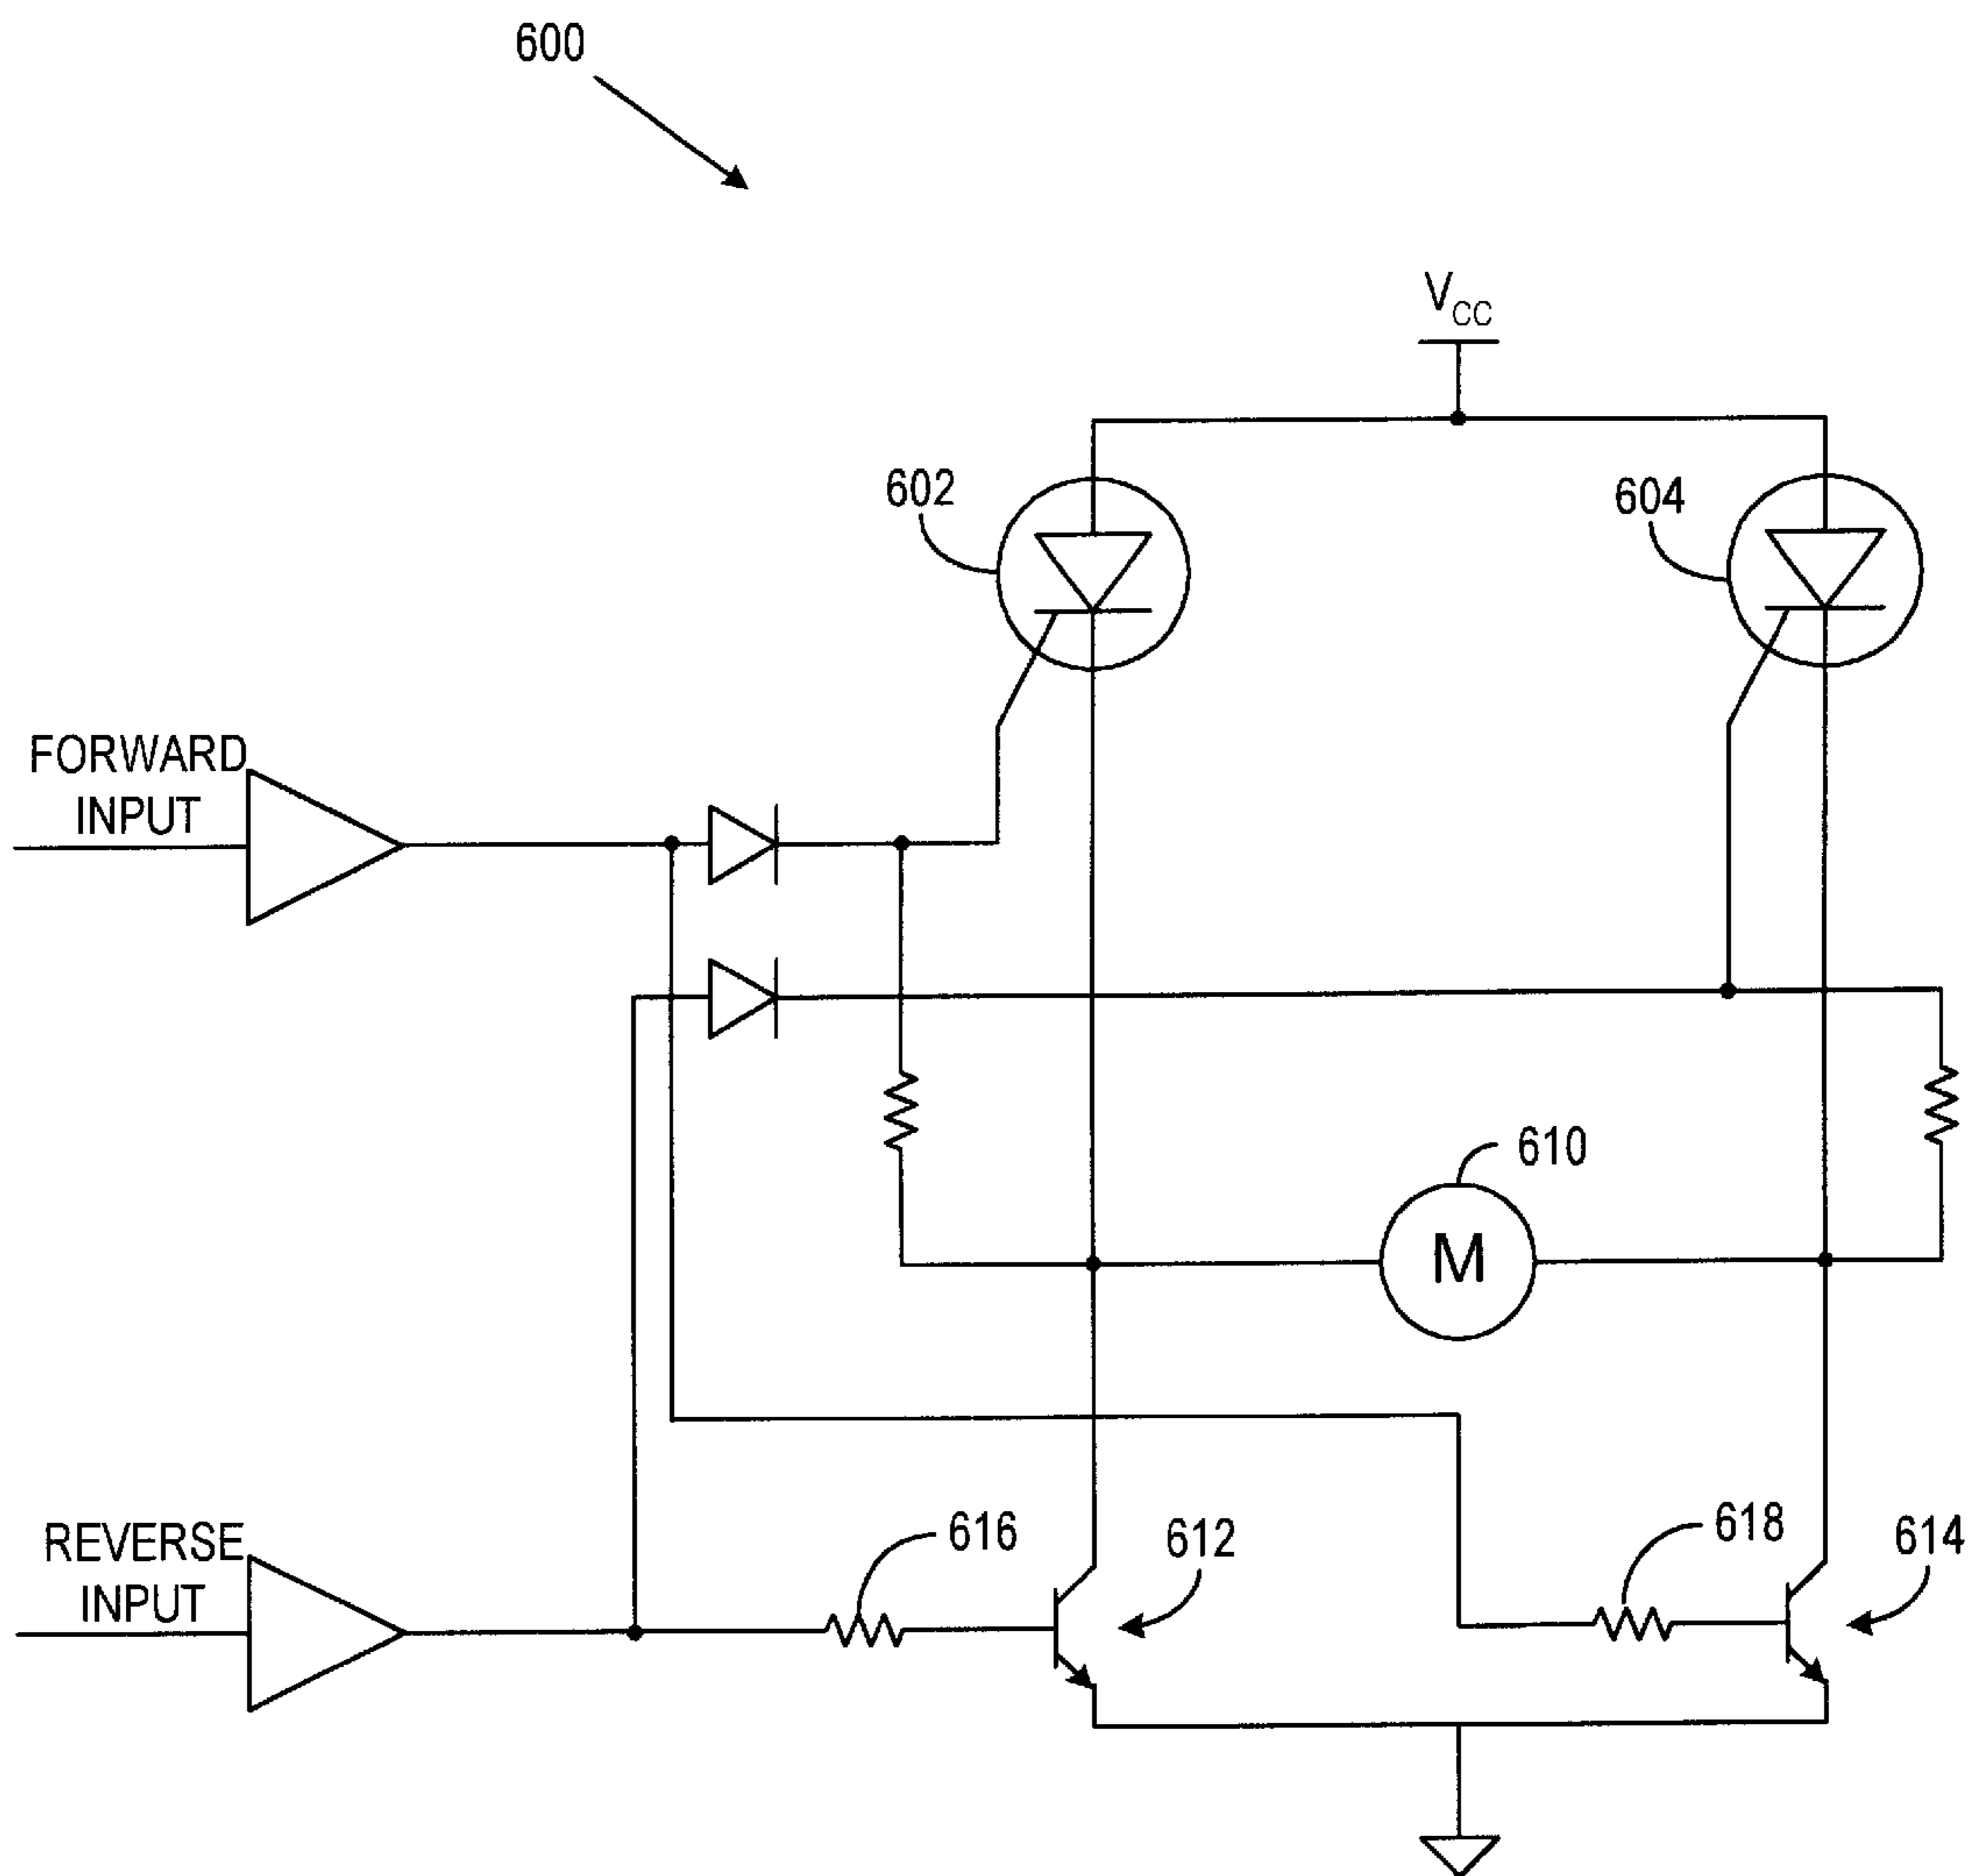 600
V_CC
602
604
FORWARD
INPUT
610
M
REVERSE
INPUT
616
612
618
614